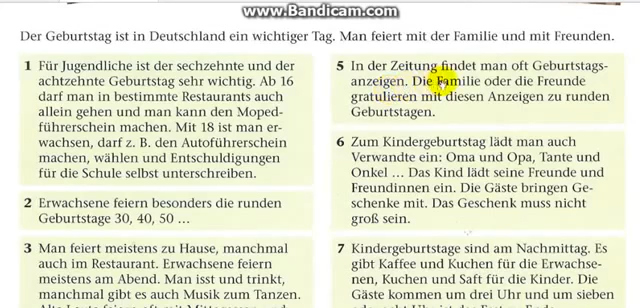 www.Bandicam.com
Der Geburtstag ist in Deutschland ein wichtiger Tag. Man feiert mit der Familie und mit Freunden.
1 Für Jugendliche ist der sechzehnte und der
achtzehnte Geburtstag sehr wichtig. Ab 16
darf man in bestimmte Restaurants auch
allein gehen und man kann den Moped-
führerschein machen. Mit 18 ist man er-
wachsen, darf z. B. den Autoführerschein
machen, wählen und Entschuldigungen
für die Schule selbst unterschreiben.
2 Erwachsene feiern besonders die runden
Geburtstage 30, 40, 50 ...
3 Man feiert meistens zu Hause, manchmal
auch im Restaurant. Erwachsene feiern
meistens am Abend. Man isst und trinkt,
manchmal gibt es auch Musik zum Tanzen.
5 In der Zeitung findet man oft Geburtstags-
anzeigen. Die Familie oder die Freunde
gratulieren mit diesen Anzeigen zu runden
Geburtstagen.
6 Zum Kindergeburtstag lädt man auch
Verwandte ein: Oma und Opa, Tante und
Onkel ... Das Kind lädt seine Freunde und
Freundinnen ein. Die Gäste bringen Ge-
schenke mit. Das Geschenk muss nicht
groß sein.
7 Kindergeburtstage sind am Nachmittag. Es
gibt Kaffee und Kuchen für die Erwachse-
nen, Kuchen und Saft für die Kinder. Die
Gäste kommen um drei Uhr und um sieben